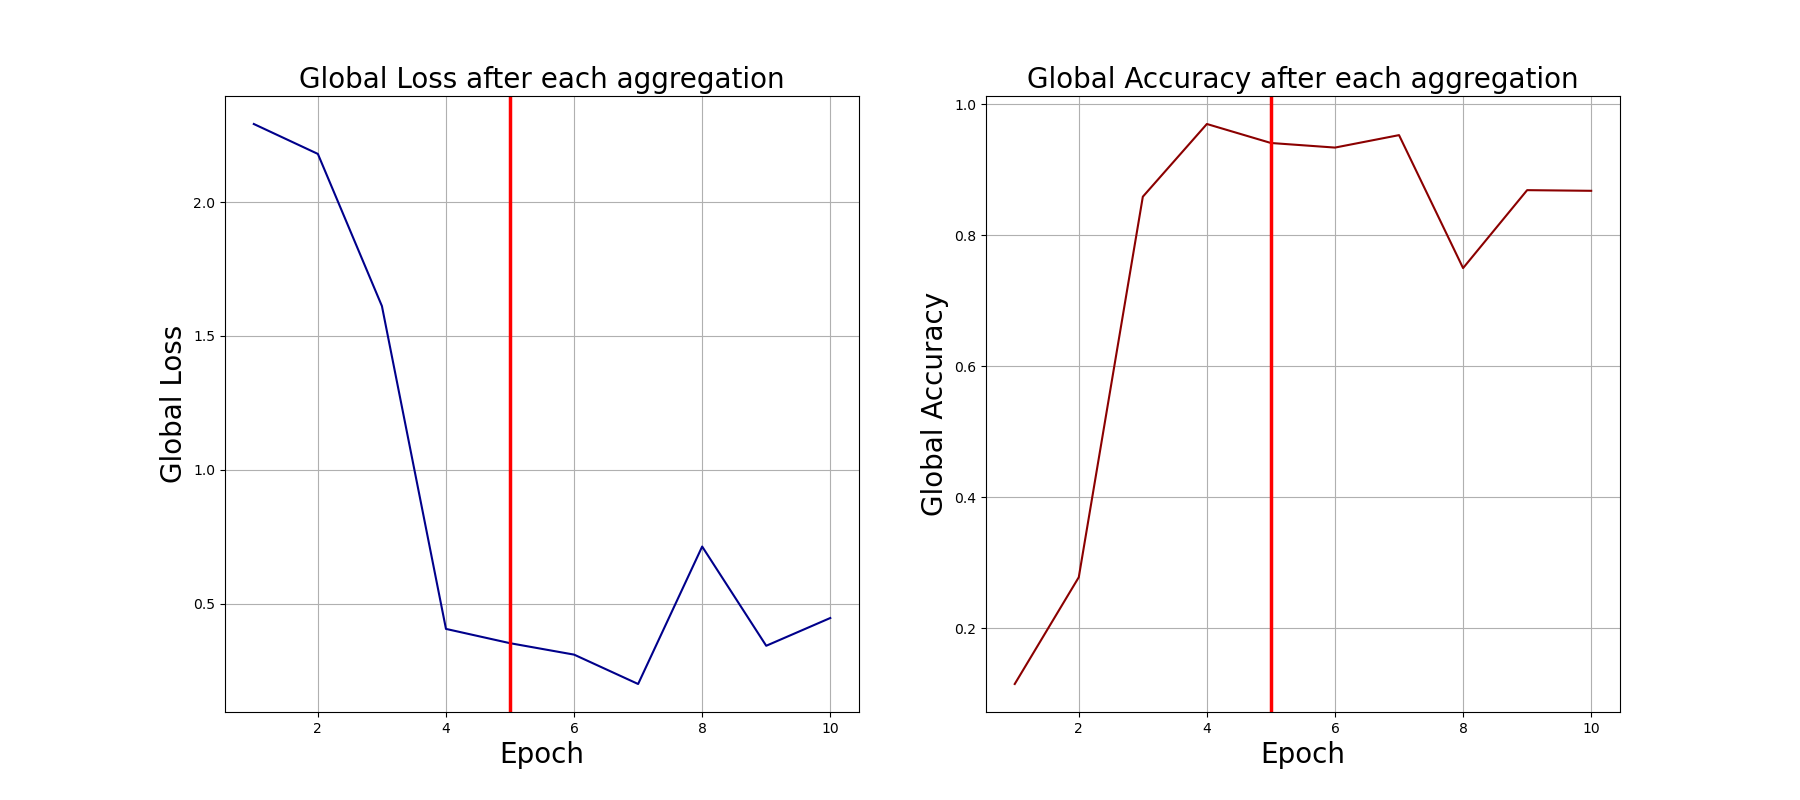 Global Loss after each aggregation
Global Loss
2.0
1.5
1.0
0.5
2 4 6 8 10
Epoch
Global Accuracy after each aggregation
Global Accuracy
1.0
0.8
0.6
0.4
0.2
2 4 6 8 10
Epoch